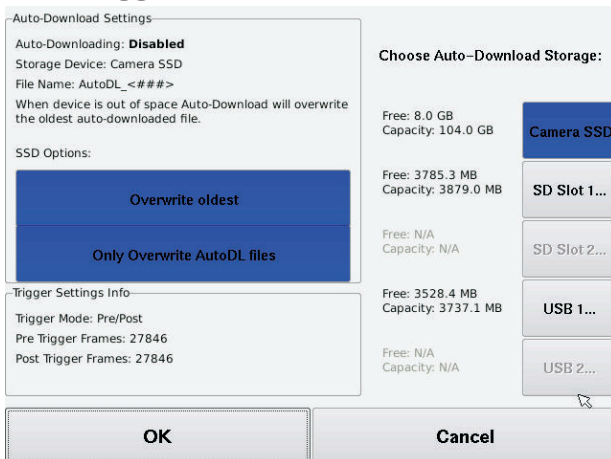 Auto-Download Settings
Auto-Downloading: Disabled
Storage Device: Camera SSD
File Name: AutoDL_<###>
When device is out of space Auto-Download will overwrite
the oldest auto-downloaded file.
SSD Options:
Overwrite oldest
Only Overwrite AutoDL files
Trigger Settings Info
Trigger Mode: Pre/Post
Pre Trigger Frames: 27846
Post Trigger Frames: 27846
Choose Auto-Download Storage:
Free: 8.0 GB
Capacity: 104.0 GB
Camera SSD
Free: 3785.3 MB
Capacity: 3879.0 MB
SD Slot 1...
Free: N/A
Capacity: N/A
SD Slot 2...
Free: 3528.4 MB
Capacity: 3737.1 MB
USB 1...
Free: N/A
Capacity: N/A
USB 2...
OK
Cancel